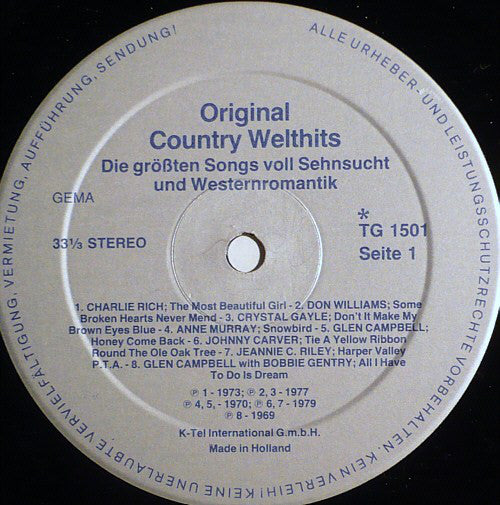 KEINE UNERLAUBTE VERVIELFÄLTIGUNG, VERMIETUNG, AUFFÜHRUNG, SENDUNG!
ALLE URHEBER- UND LEISTUNGSSCHUTZRECHTE VORBEHALTEN. KEIN VERLEIH!
Original
Country Welthits
Die größten Songs voll Sehnsucht
und Westernromantik
GEMA
33⅓ STEREO
*
TG 1501
Seite 1
1. CHARLIE RICH; The Most Beautiful Girl - 2. DON WILLIAMS; Some
Broken Hearts Never Mend - 3. CRYSTAL GAYLE; Don't It Make My
Brown Eyes Blue - 4. ANNE MURRAY; Snowbird - 5. GLEN CAMPBELL;
Honey Come Back - 6. JOHNNY CARVER; Tie A Yellow Ribbon
Round The Ole Oak Tree - 7. JEANNIE C. RILEY; Harper Valley
P.T.A. - 8. GLEN CAMPBELL with BOBBIE GENTRY; All I Have
To Do Is Dream
℗ 1 - 1973; ℗ 2, 3 - 1977
℗ 4, 5, - 1970; ℗ 6, 7 - 1979
℗ 8 - 1969
K-Tel International G.m.b.H.
Made in Holland